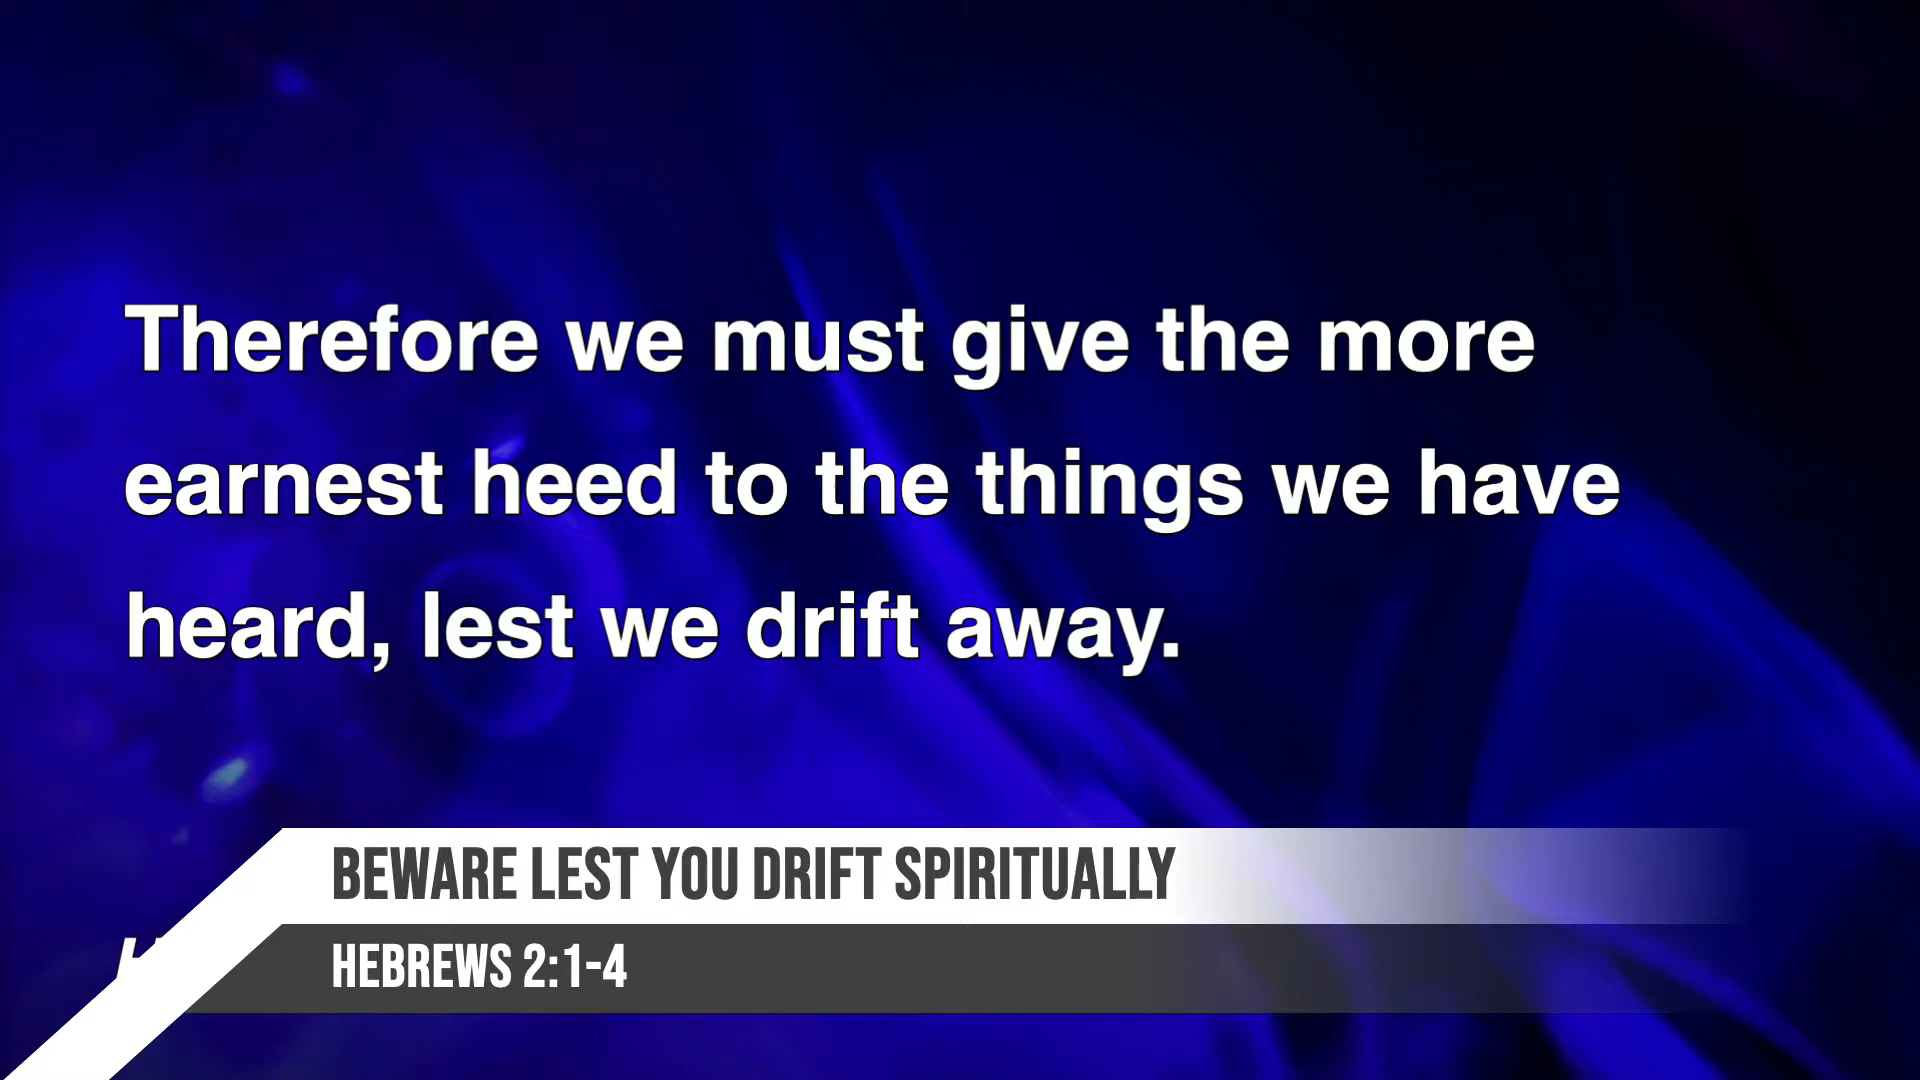 Therefore we must give the more
earnest heed to the things we have
heard, lest we drift away.
BEWARE LEST YOU DRIFT SPIRITUALLY
HEBREWS 2:1-4